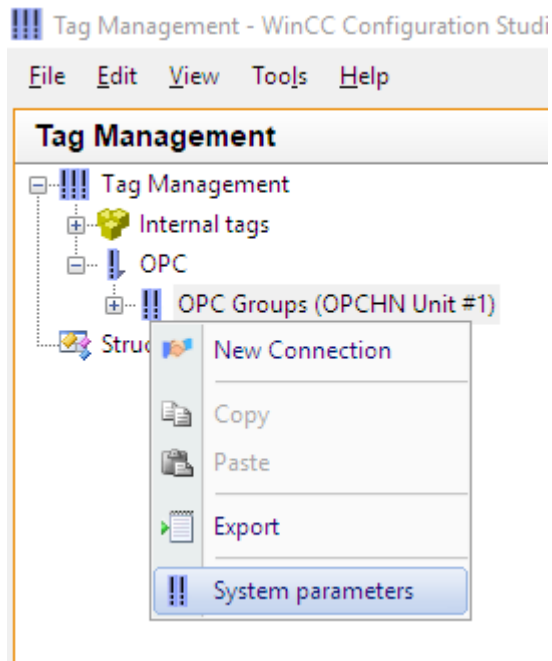 Tag Management - WinCC Configuration Studi
File Edit View Tools Help
Tag Management
Tag Management
Internal tags
OPC
OPC Groups (OPCHN Unit #1)
Struc
New Connection
Copy
Paste
Export
System parameters